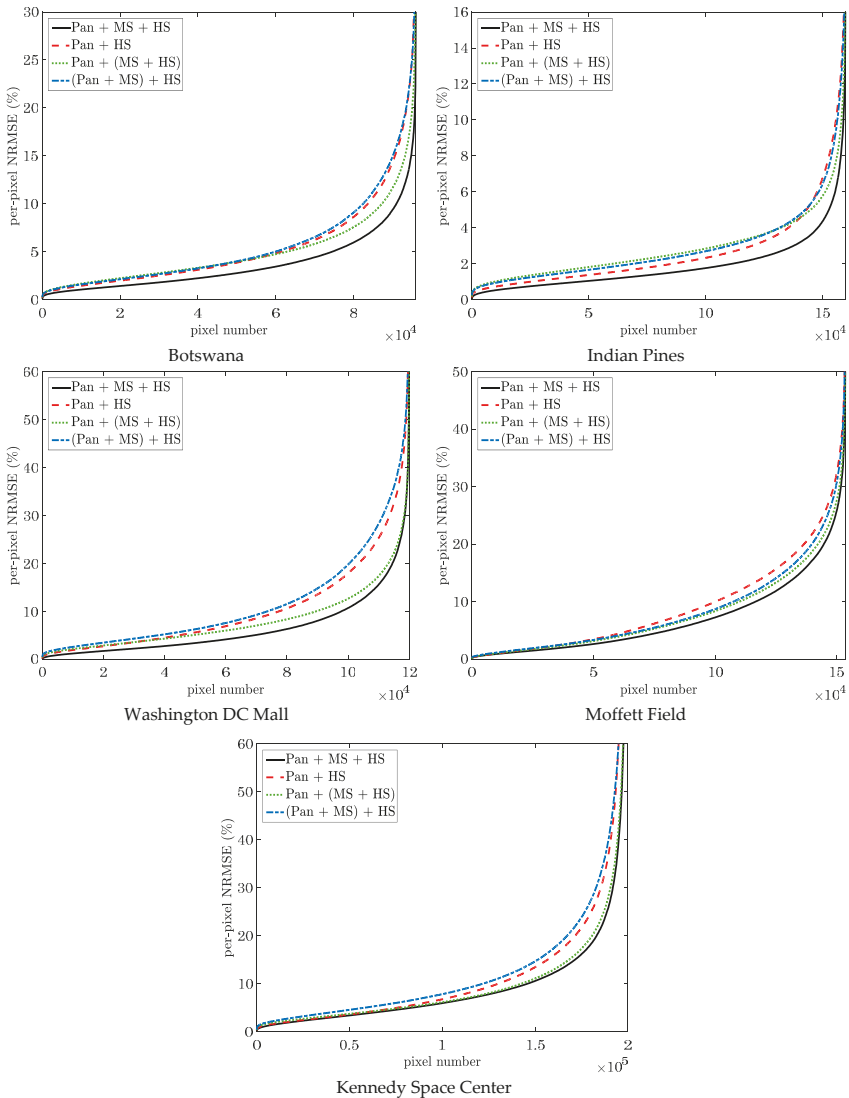 Pan + MS + HS
Pan + HS
Pan + (MS + HS)
(Pan + MS) + HS
per-pixel NRMSE (%)
30
25
20
15
10
5
0
0 2 4 6 8
pixel number
×10^4
Botswana
Pan + MS + HS
Pan + HS
Pan + (MS + HS)
(Pan + MS) + HS
per-pixel NRMSE (%)
16
14
12
10
8
6
4
2
0
0 5 10 15
pixel number
×10^4
Indian Pines
Pan + MS + HS
Pan + HS
Pan + (MS + HS)
(Pan + MS) + HS
per-pixel NRMSE (%)
60
50
40
30
20
10
0
0 2 4 6 8 10 12
pixel number
×10^4
Washington DC Mall
Pan + MS + HS
Pan + HS
Pan + (MS + HS)
(Pan + MS) + HS
per-pixel NRMSE (%)
50
40
30
20
10
0
0 5 10 15
pixel number
×10^4
Moffett Field
Pan + MS + HS
Pan + HS
Pan + (MS + HS)
(Pan + MS) + HS
per-pixel NRMSE (%)
60
50
40
30
20
10
0
0 0.5 1 1.5 2
pixel number
×10^5
Kennedy Space Center